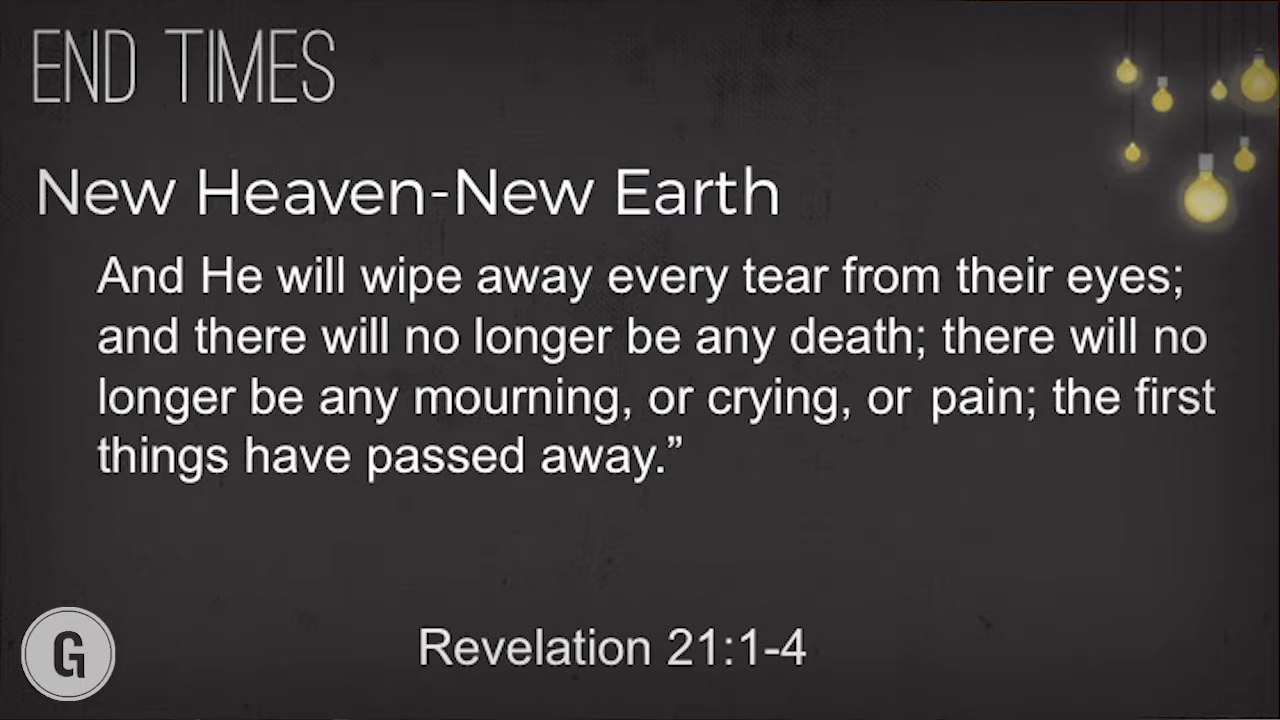 END TIMES
New Heaven-New Earth
And He will wipe away every tear from their eyes;
and there will no longer be any death; there will no
longer be any mourning, or crying, or pain; the first
things have passed away.”
Revelation 21:1-4
G